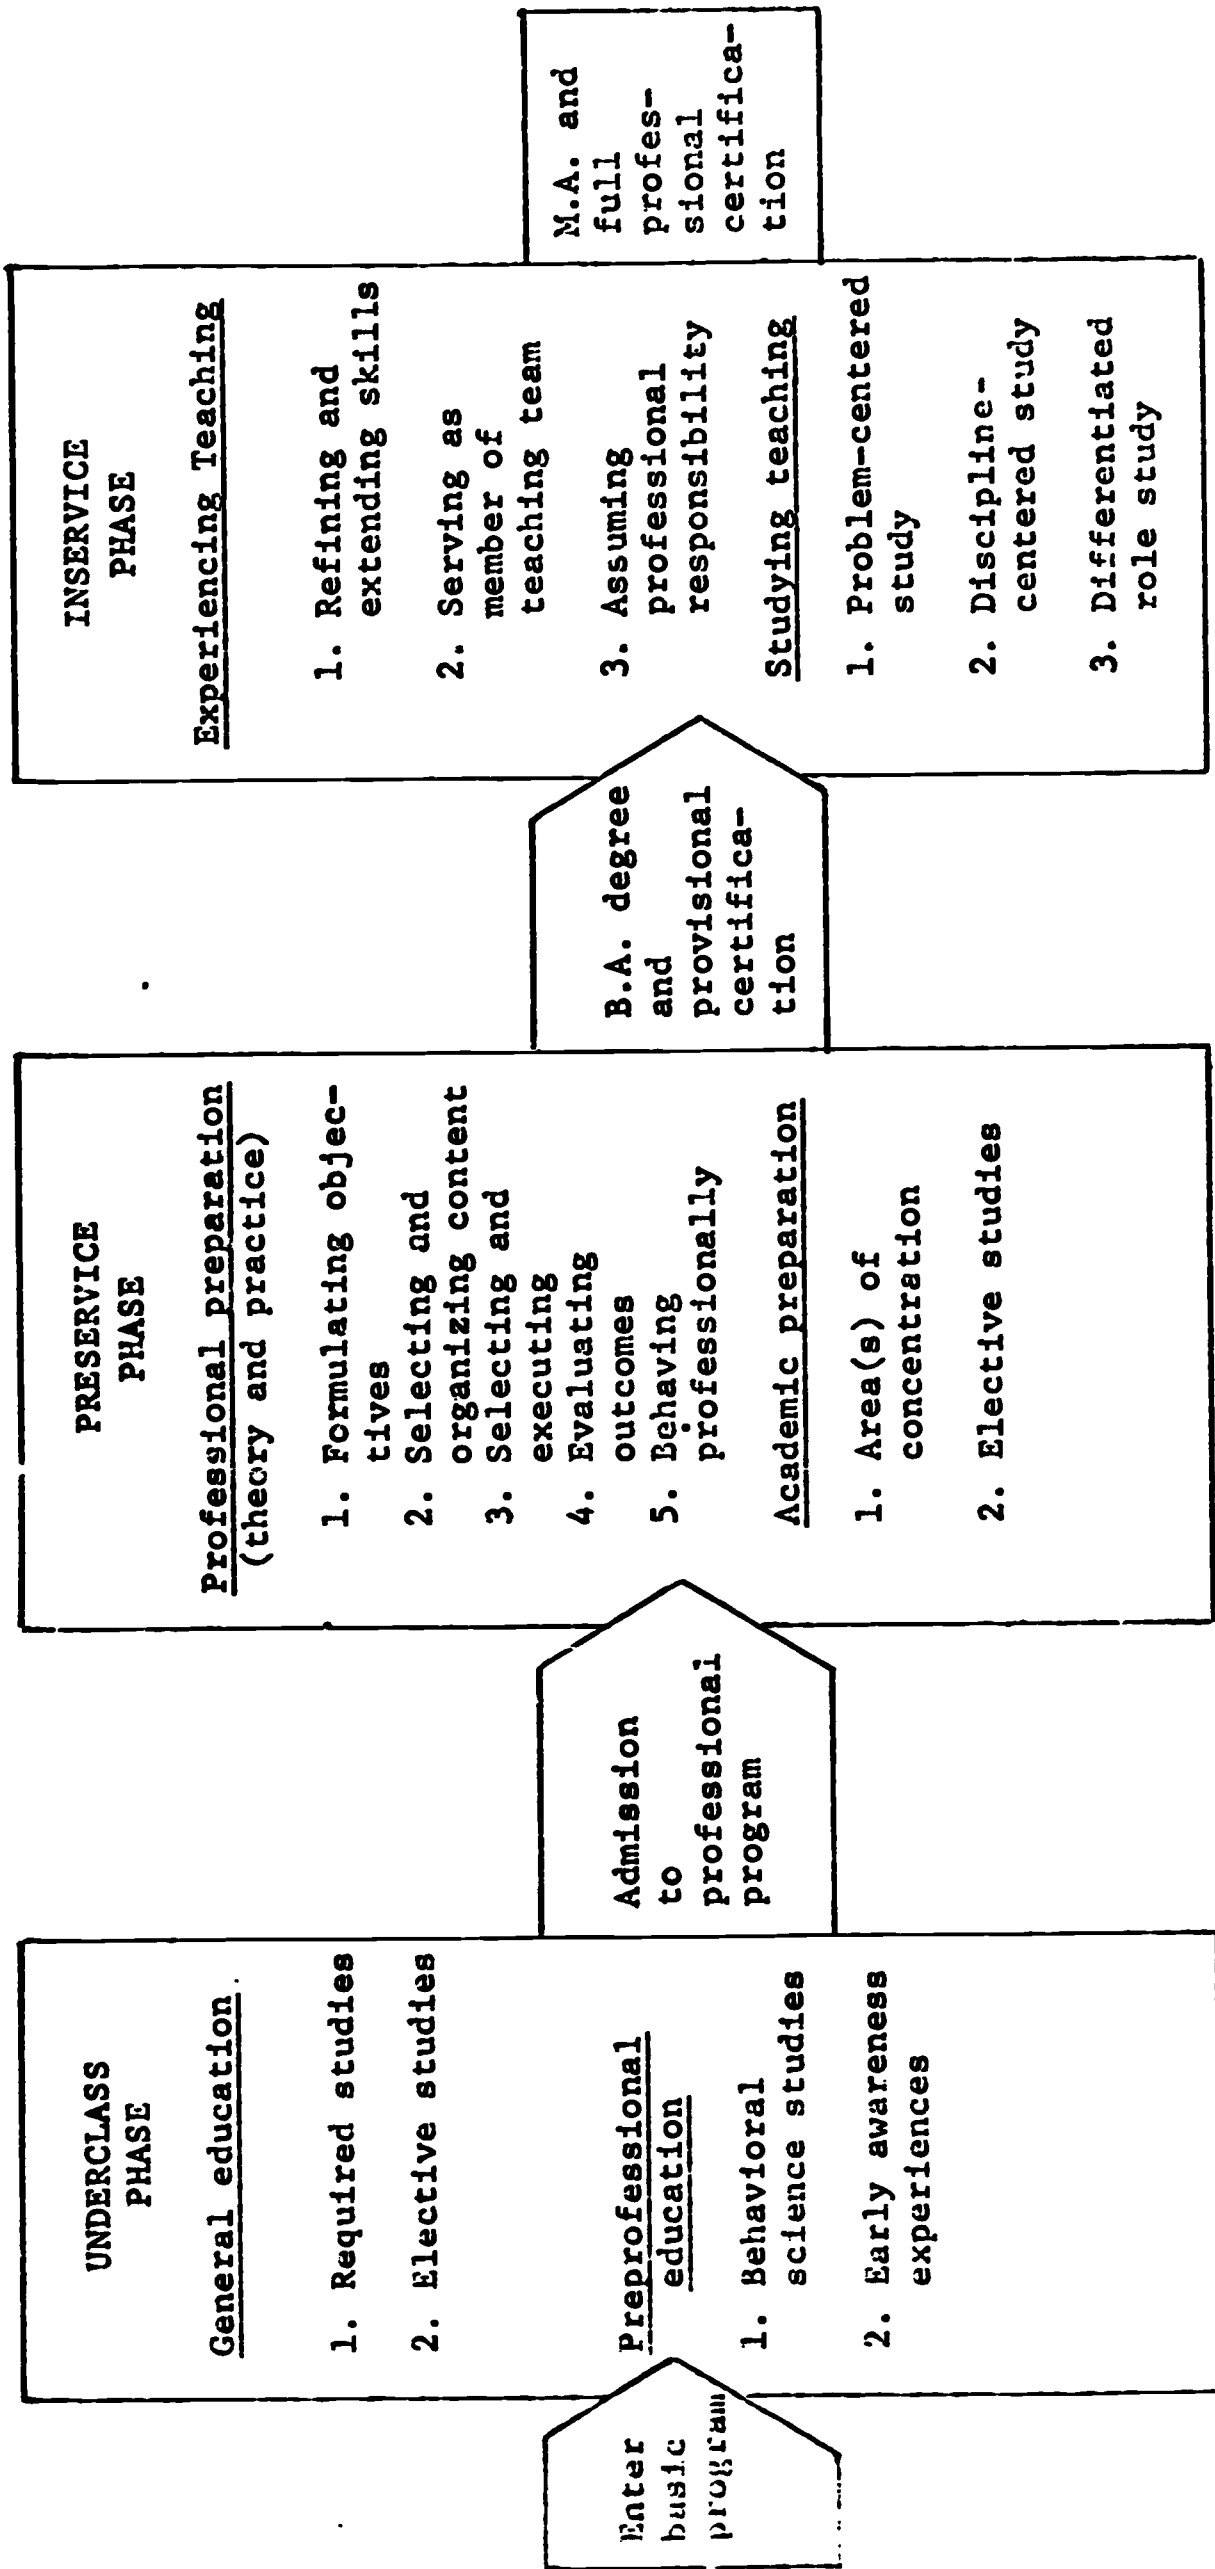 Enter
basic
program
UNDERCLASS
PHASE
General education
1. Required studies
2. Elective studies
Preprofessional
education
1. Behavioral
science studies
2. Early awareness
experiences
Admission
to
professional
program
PRESERVICE
PHASE
Professional preparation
(theory and practice)
1. Formulating objec-
tives
2. Selecting and
organizing content
3. Selecting and
executing
4. Evaluating
outcomes
5. Behaving
professionally
Academic preparation
1. Area(s) of
concentration
2. Elective studies
B.A. degree
and
provisional
certifica-
tion
INSERVICE
PHASE
Experiencing Teaching
1. Refining and
extending skills
2. Serving as
member of
teaching team
3. Assuming
professional
responsibility
Studying teaching
1. Problem-centered
study
2. Discipline-
centered study
3. Differentiated
role study
M.A. and
full
profes-
sional
certifica-
tion